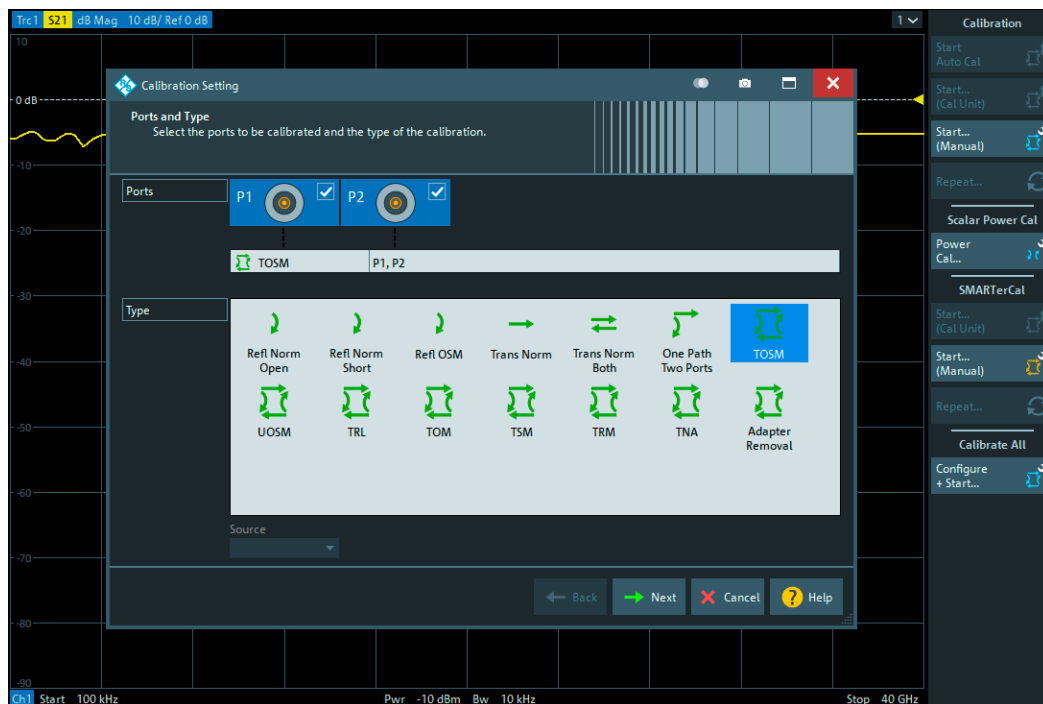 Trc1 S21 dB Mag 10 dB/ Ref 0 dB
1
10
0 dB
-10
-20
-30
-40
-50
-60
-70
-80
-90
Calibration Setting
Ports and Type
Select the ports to be calibrated and the type of the calibration.
Ports
P1
P2
TOSM
P1, P2
Type
Refl Norm
Open
Refl Norm
Short
Refl OSM
Trans Norm
Trans Norm
Both
One Path
Two Ports
TOSM
UOSM
TRL
TOM
TSM
TRM
TNA
Adapter
Removal
Source
Back
Next
Cancel
? Help
Ch1 Start 100 kHz
Pwr -10 dBm Bw 10 kHz
Stop 40 GHz
Calibration
Start
Auto Cal
Start...
(Cal Unit)
Start...
(Manual)
Repeat...
Scalar Power Cal
Power
Cal...
SMARTerCal
Start...
(Cal Unit)
Start...
(Manual)
Repeat...
Calibrate All
Configure
+ Start...